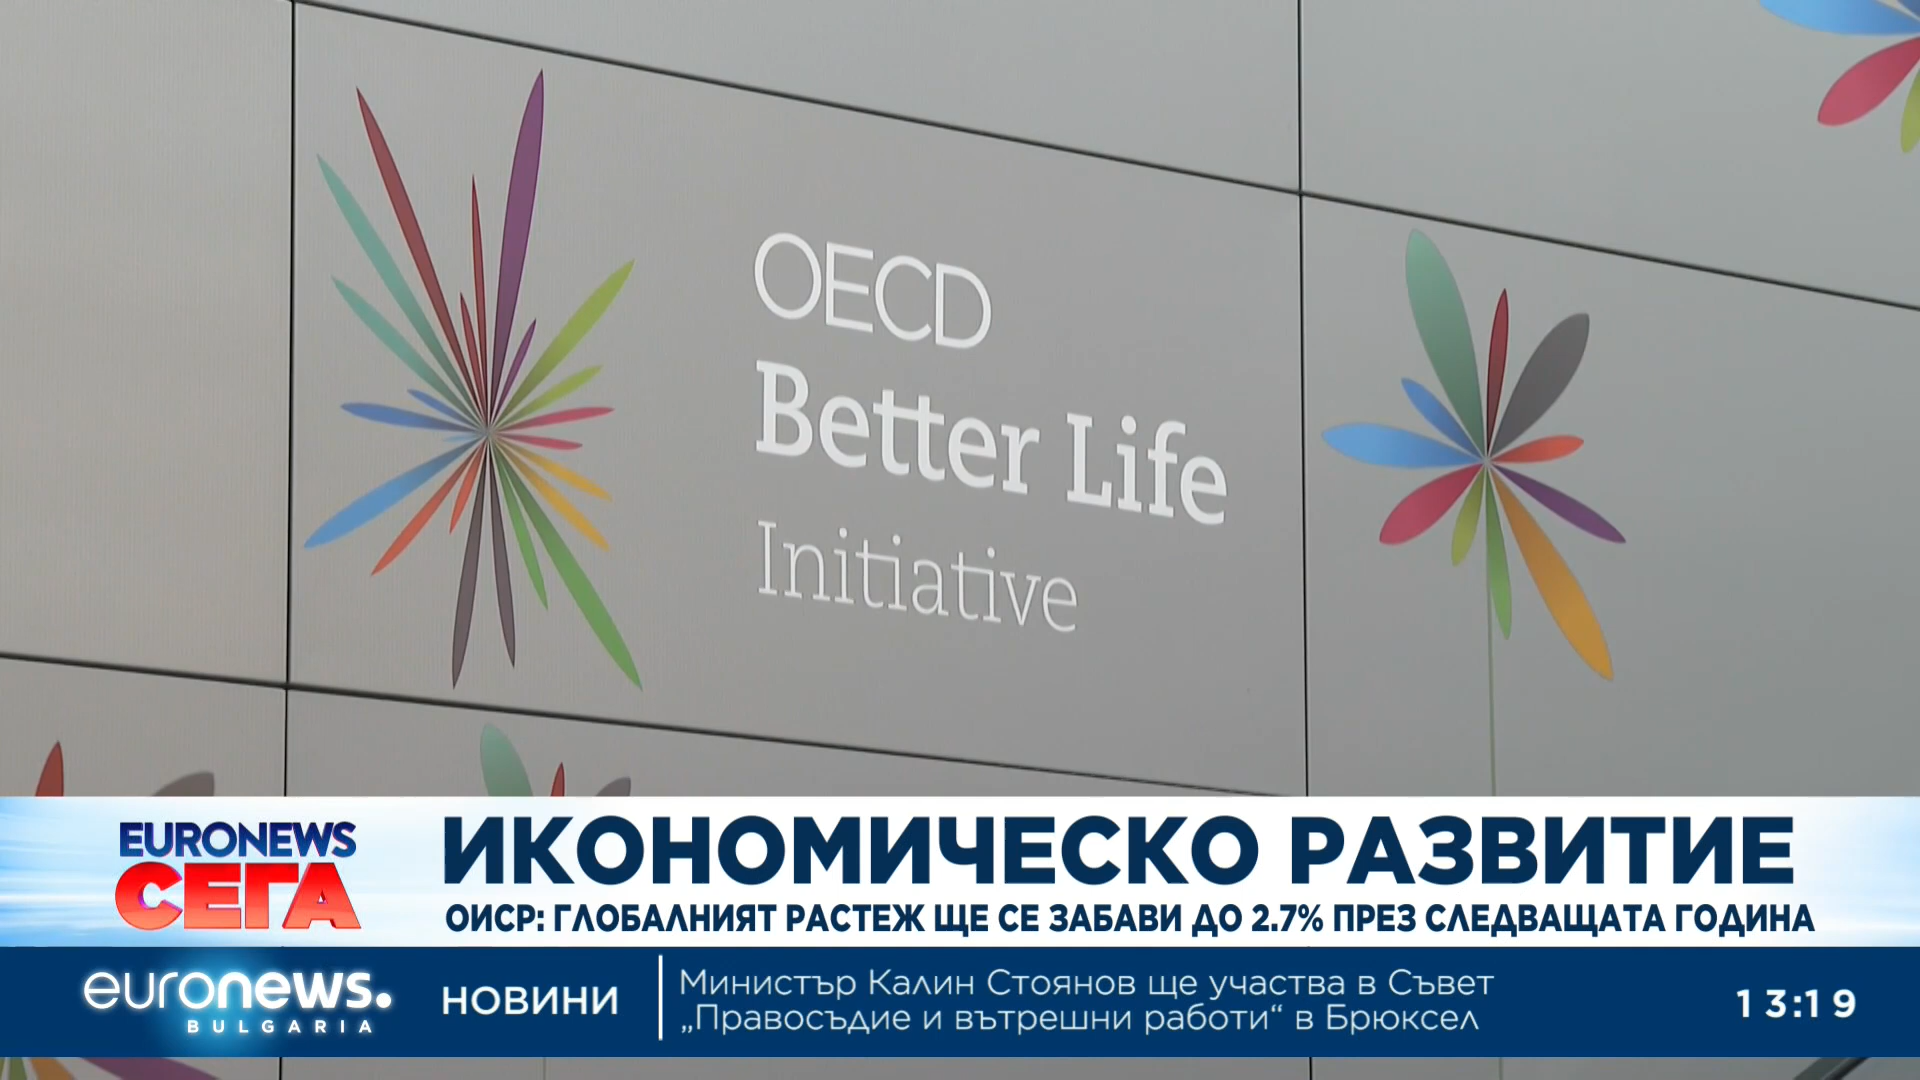 OECD
Better Life
Initiative
EURONEWS
СЕГА
ИКОНОМИЧЕСКО РАЗВИТИЕ
ОИСР: ГЛОБАЛНИЯТ РАСТЕЖ ЩЕ СЕ ЗАБАВИ ДО 2.7% ПРЕЗ СЛЕДВАЩАТА ГОДИНА
euronews.
BULGARIA
НОВИНИ
Министър Калин Стоянов ще участва в Съвет
„Правосъдие и вътрешни работи“ в Брюксел
13:19